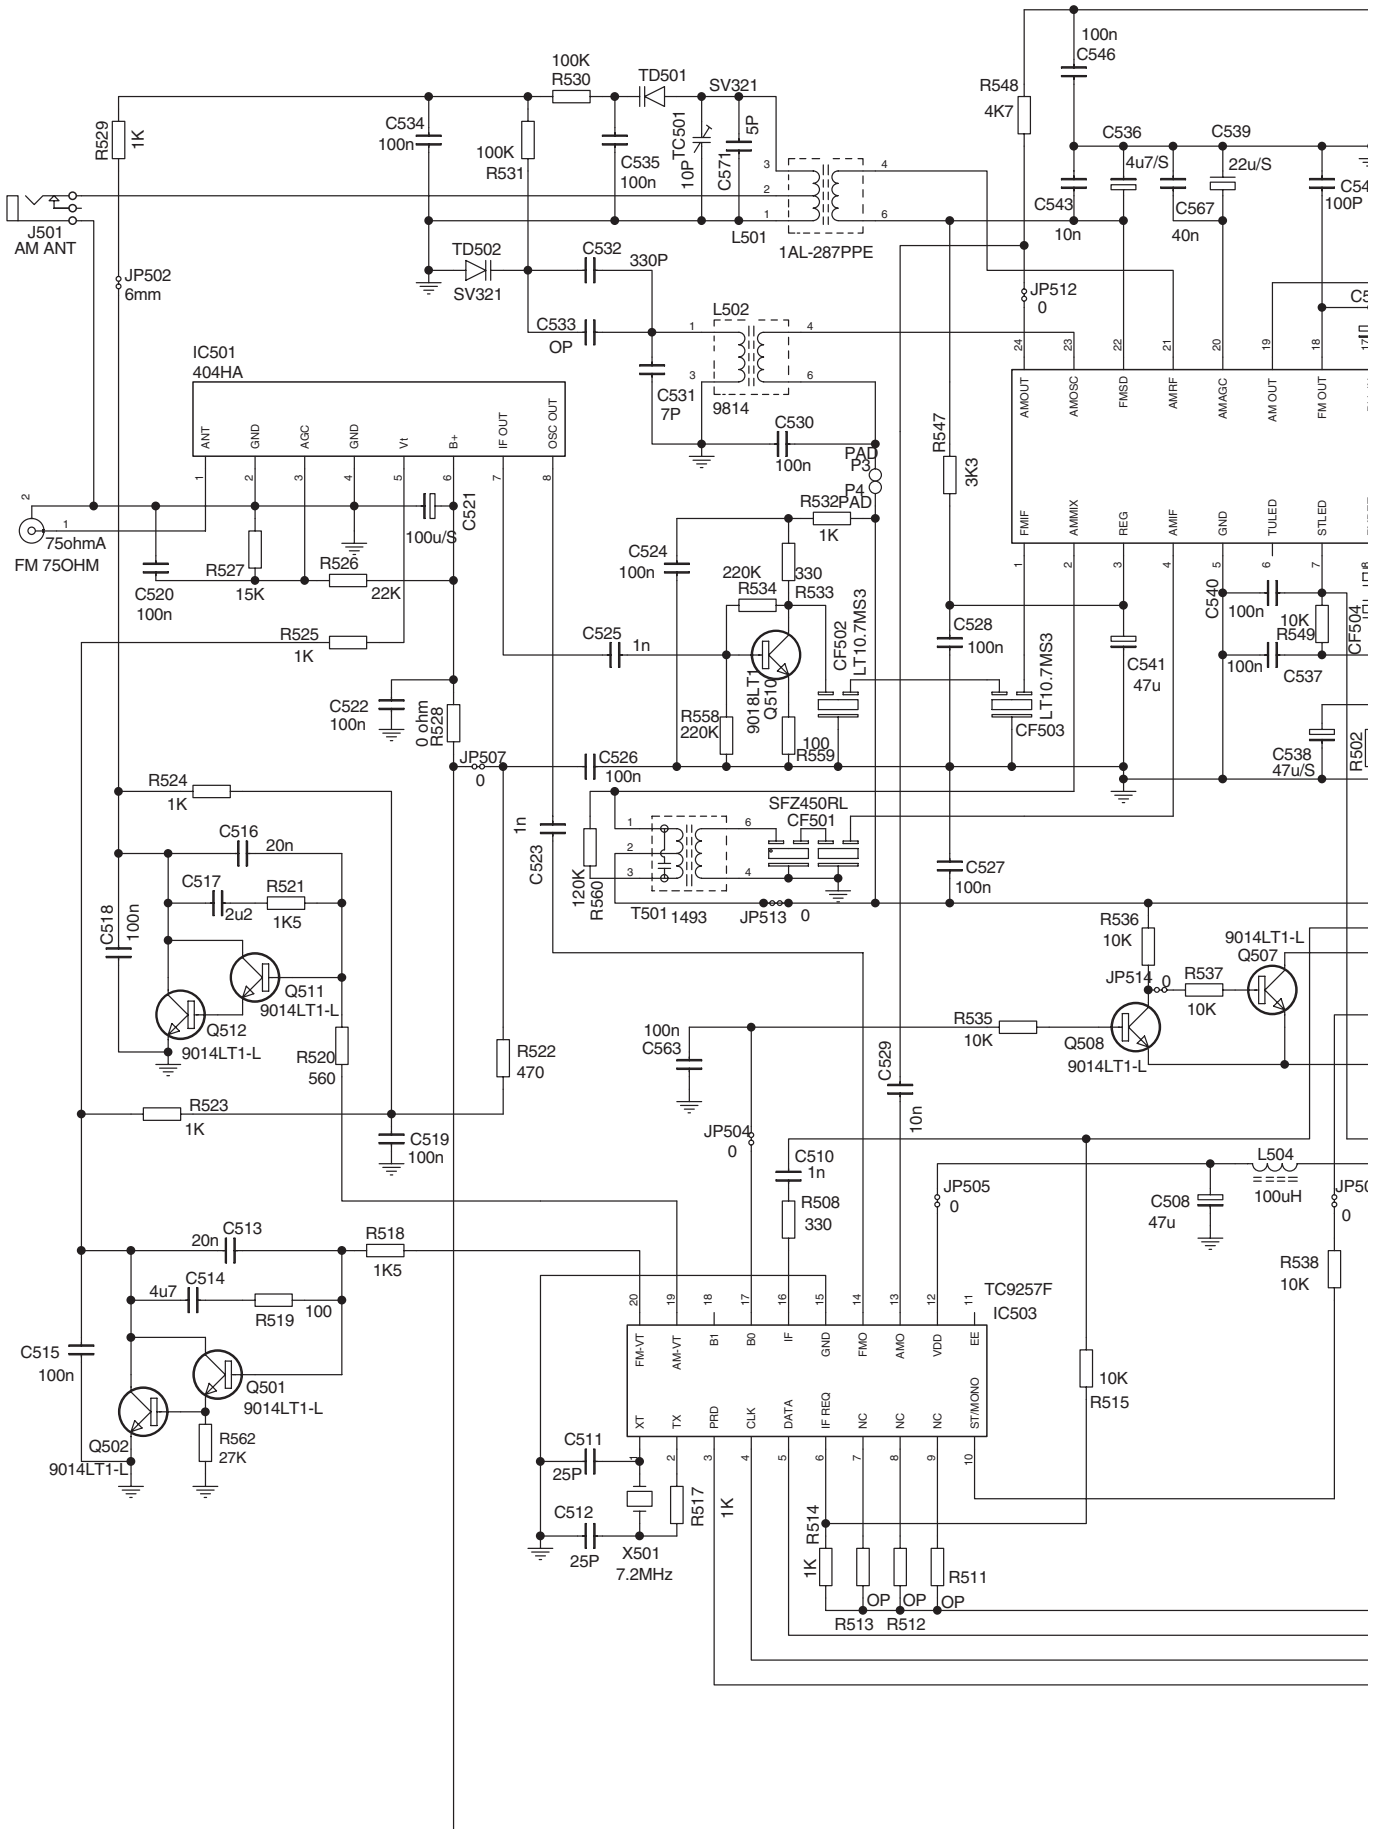 100n
C546
100K
R530
TD501
SV321
R548
4K7
R529
1K
C534
100n
100K
R531
C535
100n
TC501
10P
5P
C571
C536
4u7/S
C539
22u/S
3
2
1
4
6
L501
1AL-287PPE
C543
10n
C567
40n
C54
100P
J501
AM ANT
JP502
6mm
TD502
SV321
C532
330P
C533
OP
L502
1
3
4
6
9814
C531
7P
C530
100n
JP512
0
C5
IC501
404HA
ANT
GND
AGC
GND
Vt
B+
IF OUT
OSC OUT
1
2
3
4
5
6
7
8
24
23
22
21
20
19
18
17
AMOUT
AMOSC
FMSD
AMRF
AMAGC
AM OUT
FM OUT
FMIF
AMMIX
REG
AMIF
GND
TULED
STLED
1
2
3
4
5
6
7
8
R547
3K3
PAD
P3
P4
PAD
R532
1K
2
1
75ohmA
FM 75OHM
C520
100n
R527
15K
R526
22K
100u/S
C521
R525
1K
C524
100n
220K
R534
330
R533
C525
1n
9018LT1
Q510
CF502
LT10.7MS3
C528
100n
LT10.7MS3
CF503
C541
47u
C540
100n
10K
R549
CF504
100n
C537
C522
100n
0 ohm
R528
R558
220K
100
R559
C538
47u/S
R502
JP507
0
C526
100n
R524
1K
C516
20n
C517
2u2
R521
1K5
C518
100n
1n
C523
120K
R560
1
2
3
6
4
T501
1493
SFZ450RL
CF501
JP513
0
C527
100n
Q511
9014LT1-L
Q512
9014LT1-L
R520
560
R522
470
100n
C563
R536
10K
9014LT1-L
Q507
JP514
0
R537
10K
R535
10K
Q508
9014LT1-L
C529
10n
R523
1K
C519
100n
JP504
0
C510
1n
R508
330
JP505
0
L504
100uH
C508
47u
JP50
0
R538
10K
C513
20n
R518
1K5
C514
4u7
R519
100
C515
100n
Q501
9014LT1-L
Q502
9014LT1-L
R562
27K
TC9257F
IC503
20
19
18
17
16
15
14
13
12
11
FM-VT
AM-VT
B1
B0
IF
GND
FMO
AMO
VDD
EE
XT
TX
PRD
CLK
DATA
IF REQ
NC
NC
NC
ST/MONO
1
2
3
4
5
6
7
8
9
10
10K
R515
C511
25P
C512
25P
X501
7.2MHz
R517
1K
R514
1K
R513
OP
R512
OP
R511
OP